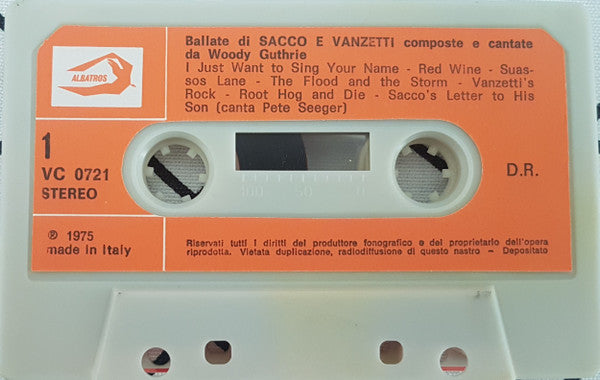 ALBATROS
Ballate di SACCO E VANZETTI composte e cantate
da Woody Guthrie
I Just Want to Sing Your Name - Red Wine - Suas-
sos Lane - The Flood and the Storm - Vanzetti's
Rock - Root Hog and Die - Sacco's Letter to His
Son (canta Pete Seeger)
1
VC 0721
STEREO
100 50 0
D.R.
℗ 1975
made in Italy
Riservati tutti i diritti del produttore fonografico e del proprietario dell'opera
riprodotta. Vietata duplicazione, radiodiffusione di questo nastro - Depositato